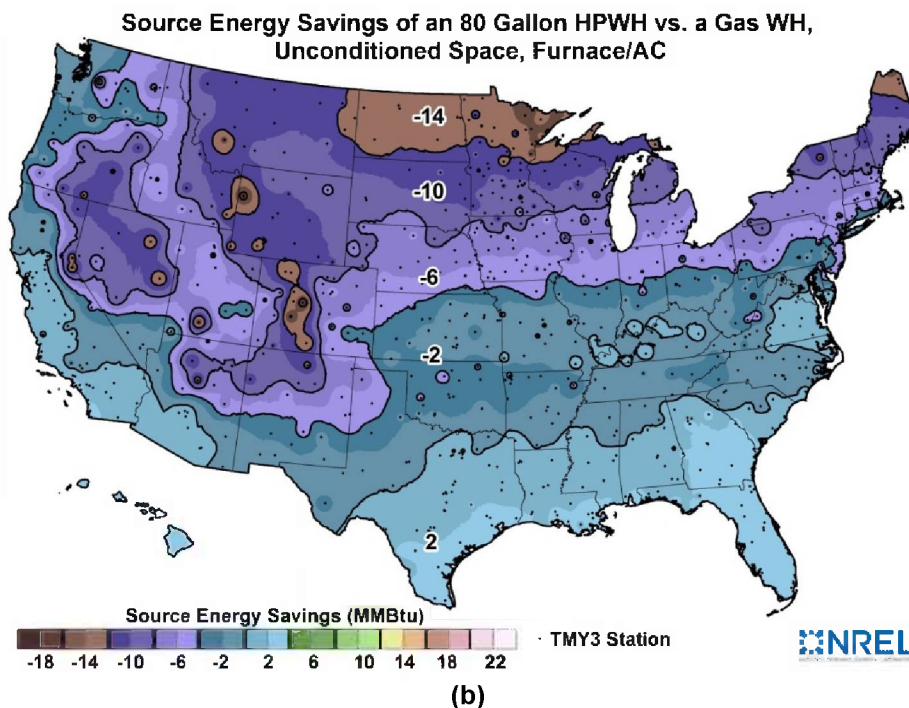 Source Energy Savings of an 80 Gallon HPWH vs. a Gas WH,
Unconditioned Space, Furnace/AC
-14
-10
-6
-2
2
Source Energy Savings (MMBtu)
-18 -14 -10 -6 -2 2 6 10 14 18 22
· TMY3 Station
NREL
(b)